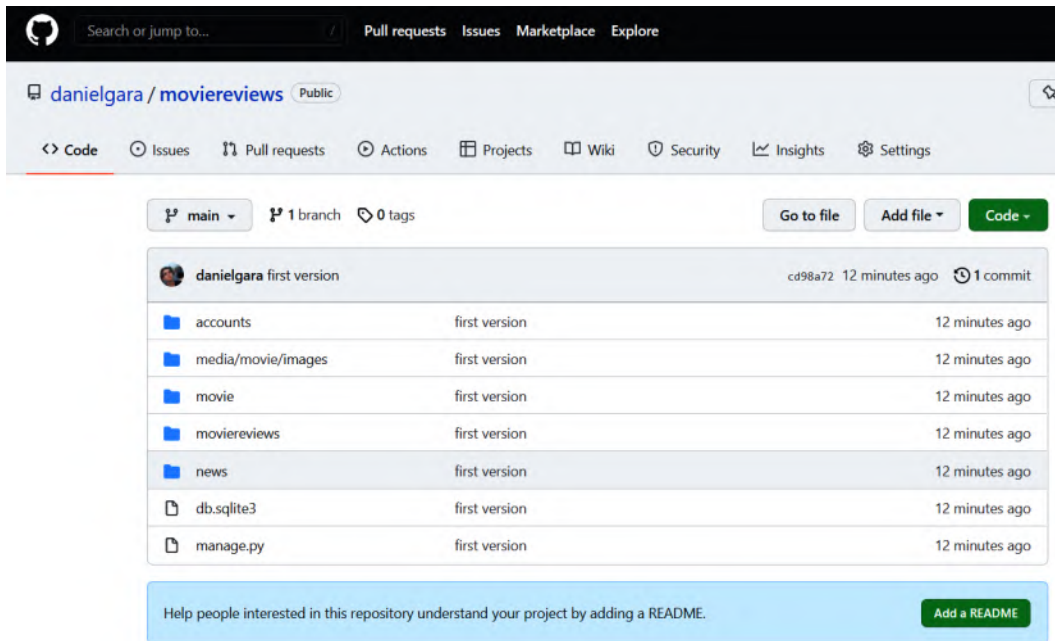 Search or jump to... / Pull requests Issues Marketplace Explore
danielgara / moviereviews Public
Code Issues Pull requests Actions Projects Wiki Security Insights Settings
main 1 branch 0 tags Go to file Add file Code
danielgara first version cd98a72 12 minutes ago 1 commit
accounts first version 12 minutes ago
media/movie/images first version 12 minutes ago
movie first version 12 minutes ago
moviereviews first version 12 minutes ago
news first version 12 minutes ago
db.sqlite3 first version 12 minutes ago
manage.py first version 12 minutes ago
Help people interested in this repository understand your project by adding a README. Add a README